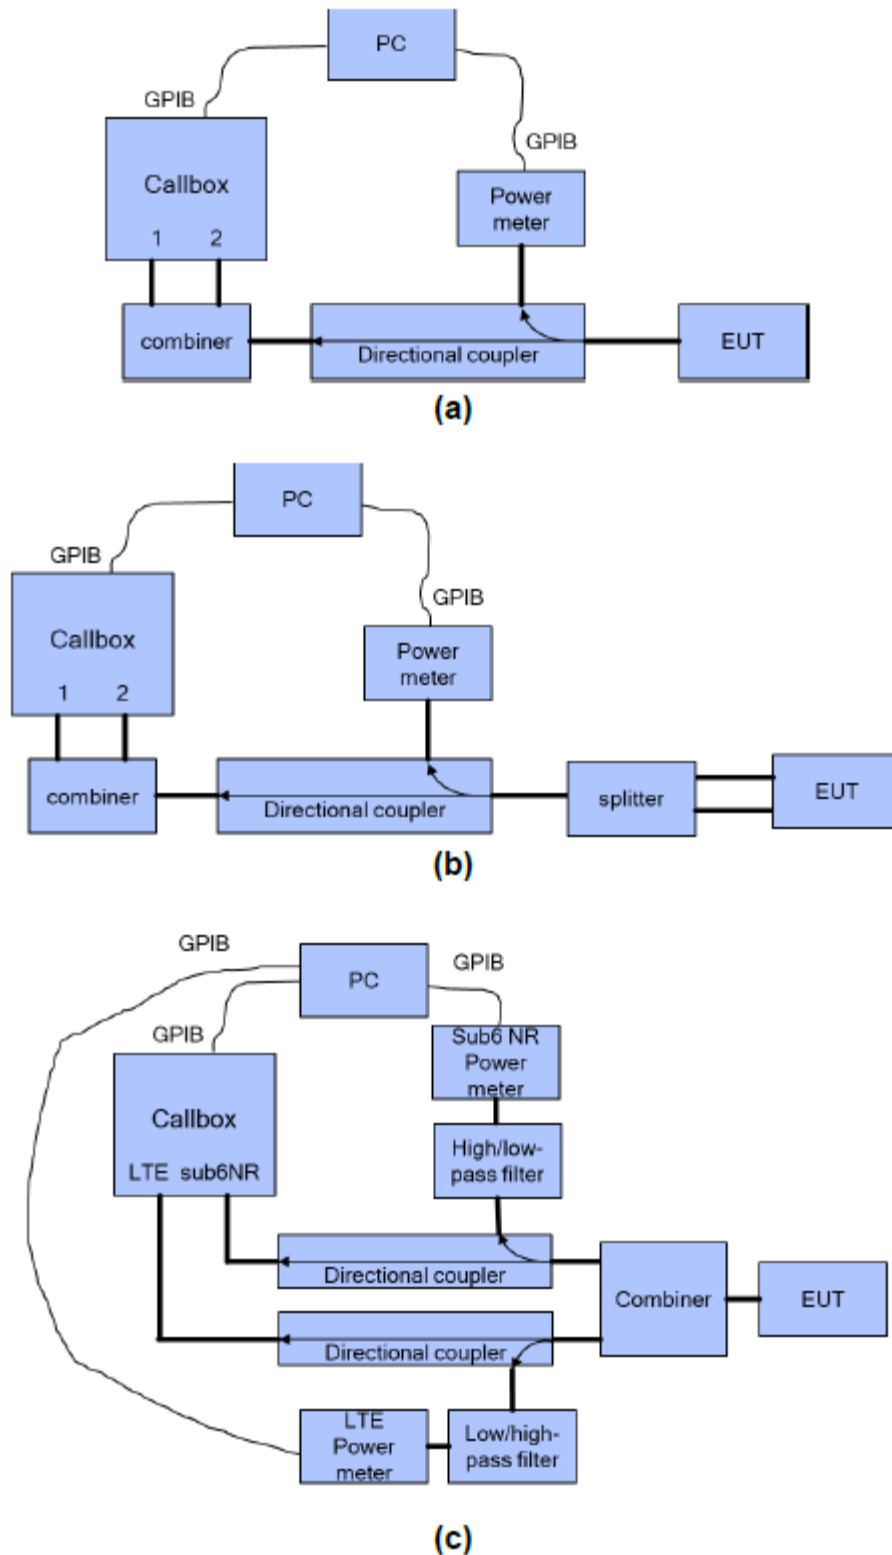 PC
GPIB
GPIB
Callbox
1 2
Power
meter
combiner
Directional coupler
EUT
(a)
PC
GPIB
GPIB
Callbox
1 2
Power
meter
combiner
Directional coupler
splitter
EUT
(b)
GPIB
PC
GPIB
GPIB
Sub6 NR
Power
meter
Callbox
LTE sub6NR
High/low-
pass filter
Directional coupler
Combiner
EUT
Directional coupler
LTE
Power
meter
Low/high-
pass filter
(c)